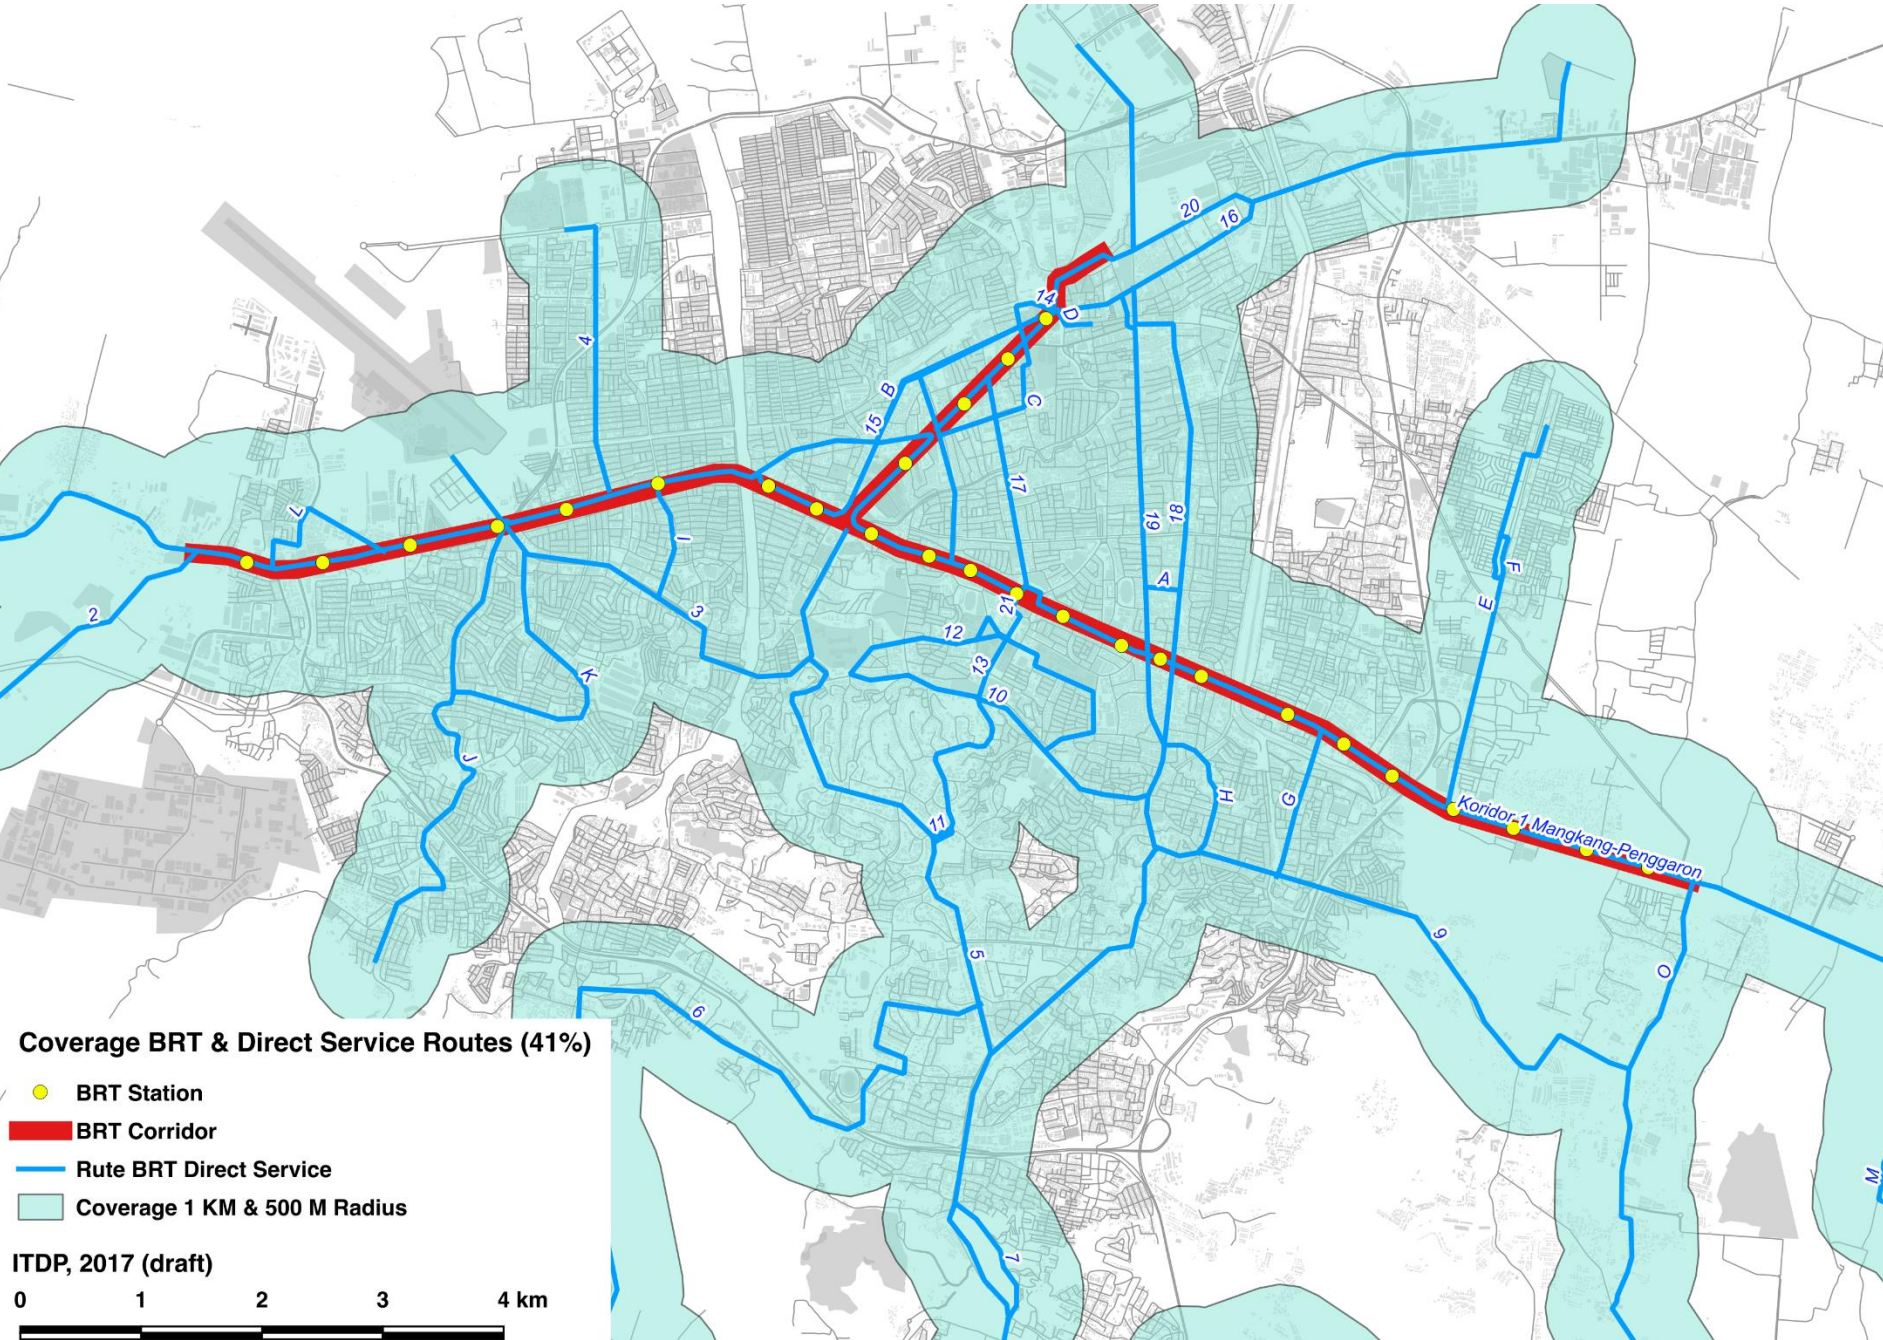 20
16
14
D
4
B
C
15
17
L
19
18
I
A
F
E
2
3
21
12
13
K
10
J
H
G
Koridor 1 Mangkang-Penggaron
11
5
9
O
6
M
7
Coverage BRT & Direct Service Routes (41%)
BRT Station
BRT Corridor
Rute BRT Direct Service
Coverage 1 KM & 500 M Radius
ITDP, 2017 (draft)
0 1 2 3 4 km